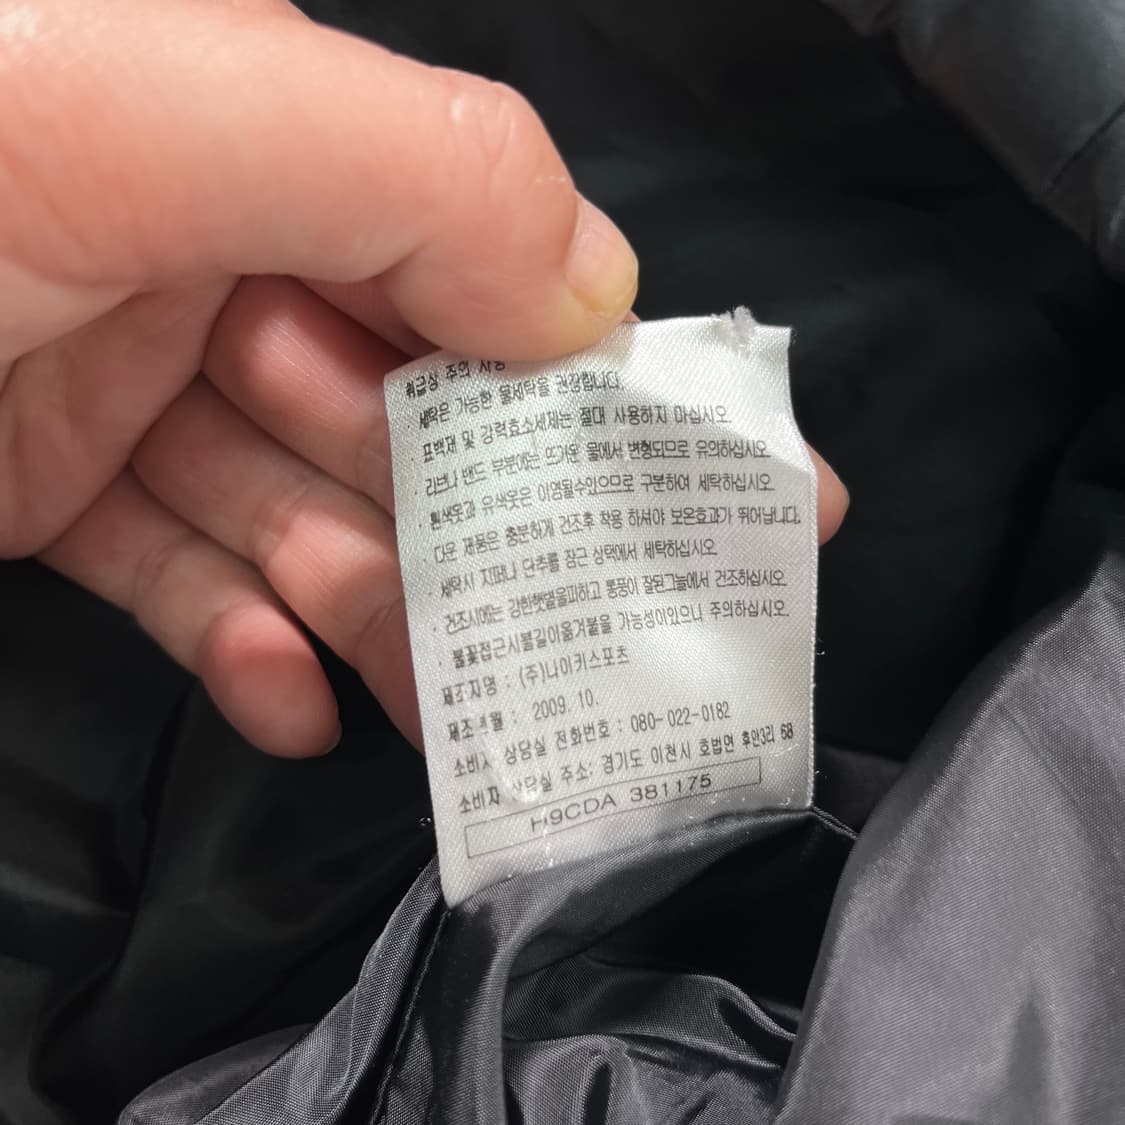 취급상 주의 사항
· 세탁은 가능한 물세탁을 권장합니다.
· 표백제 및 강력효소세제는 절대 사용하지 마십시오.
· 리브나 밴드 부분에는 뜨거운 물에서 변형되므로 유의하십시오.
· 흰색옷과 유색옷은 이염될수있으므로 구분하여 세탁하십시오.
· 다운 제품은 충분하게 건조후 착용 하셔야 보온효과가 뛰어납니다.
· 세탁시 지퍼나 단추를 잠근 상태에서 세탁하십시오.
· 건조시에는 강한햇볕을피하고 통풍이 잘된그늘에서 건조하십시오.
· 불꽃접근시불길이옮겨붙을 가능성이있으니 주의하십시오.
제조자명 : (주)나이키스포츠
제조년월 : 2009. 10.
소비자 상담실 전화번호 : 080-022-0182
소비자 상담실 주소: 경기도 이천시 호법면 후안3리 68
H9CDA 381175